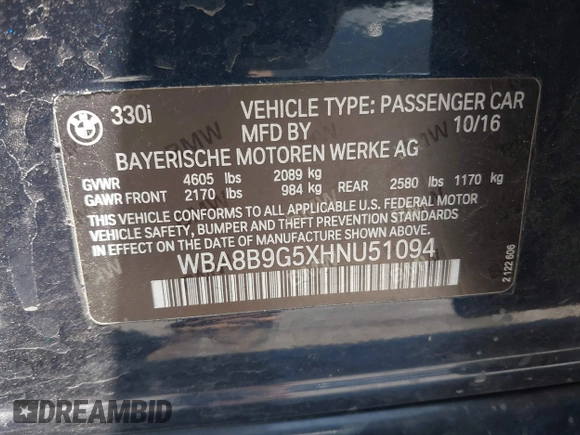 330i VEHICLE TYPE: PASSENGER CAR
MFD BY 10/16
BAYERISCHE MOTOREN WERKE AG
GVWR 4605 lbs 2089 kg
GAWR FRONT 2170 lbs 984 kg REAR 2580 lbs 1170 kg
THIS VEHICLE CONFORMS TO ALL APPLICABLE U.S. FEDERAL MOTOR
VEHICLE SAFETY, BUMPER AND THEFT PREVENTION STANDARDS
IN EFFECT ON THE DATE OF MANUFACTURE SHOWN ABOVE.
WBA8B9G5XHNU51094
2 122 606
DREAMBID